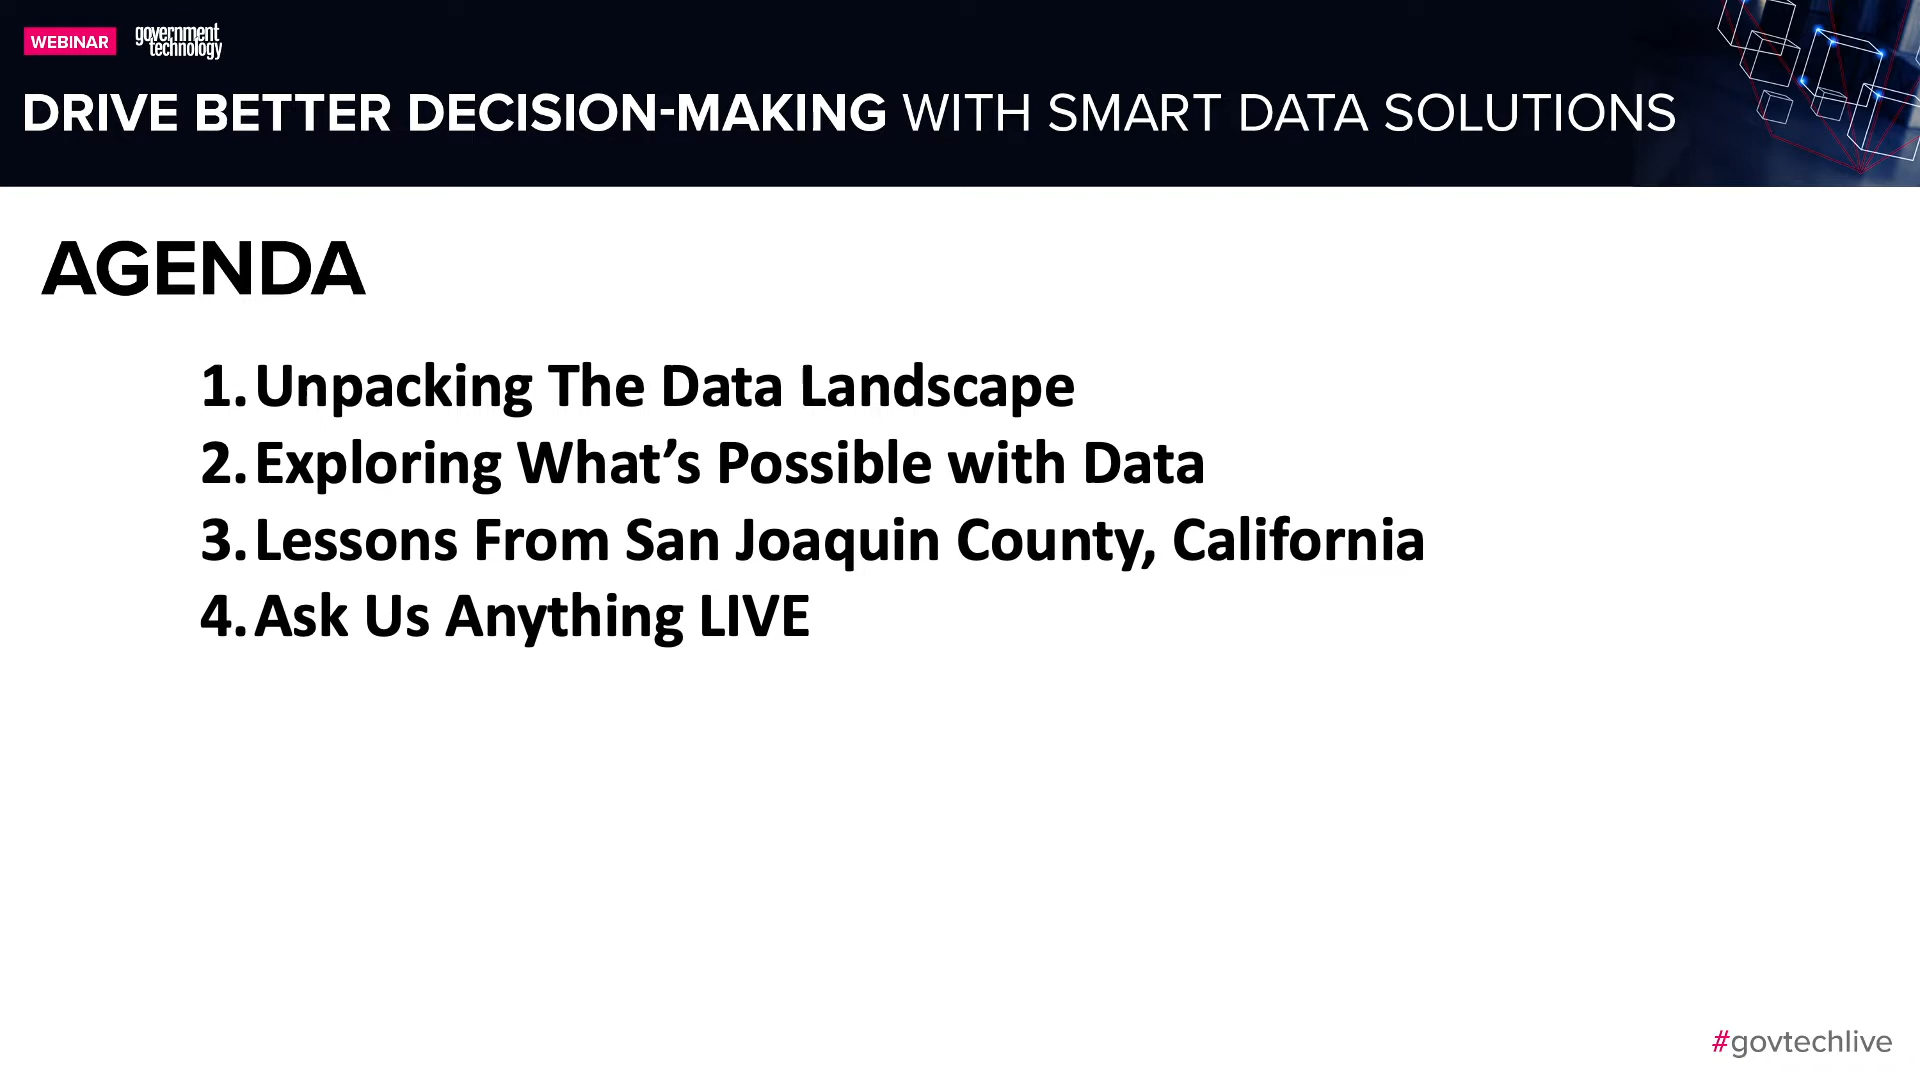 WEBINAR
government
technology
DRIVE BETTER DECISION-MAKING WITH SMART DATA SOLUTIONS
AGENDA
1. Unpacking The Data Landscape
2. Exploring What’s Possible with Data
3. Lessons From San Joaquin County, California
4. Ask Us Anything LIVE
#govtechlive